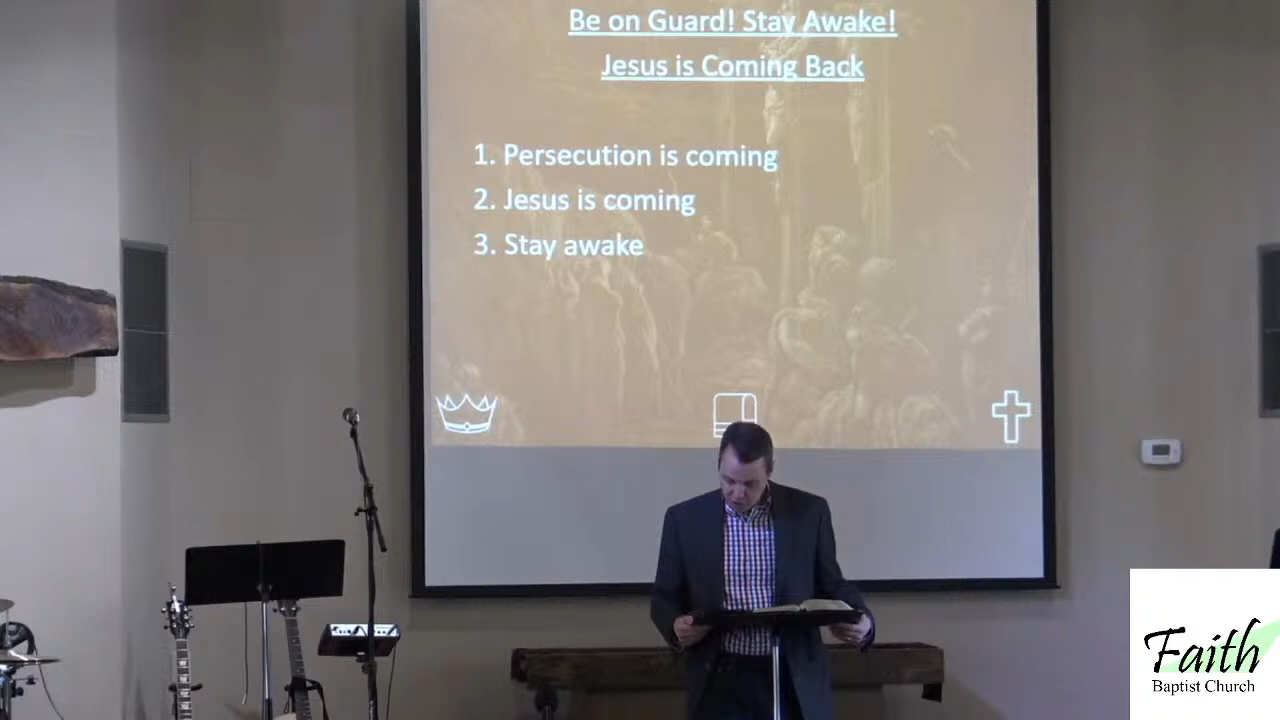 Be on Guard! Stay Awake!
Jesus is Coming Back
1. Persecution is coming
2. Jesus is coming
3. Stay awake
Faith
Baptist Church